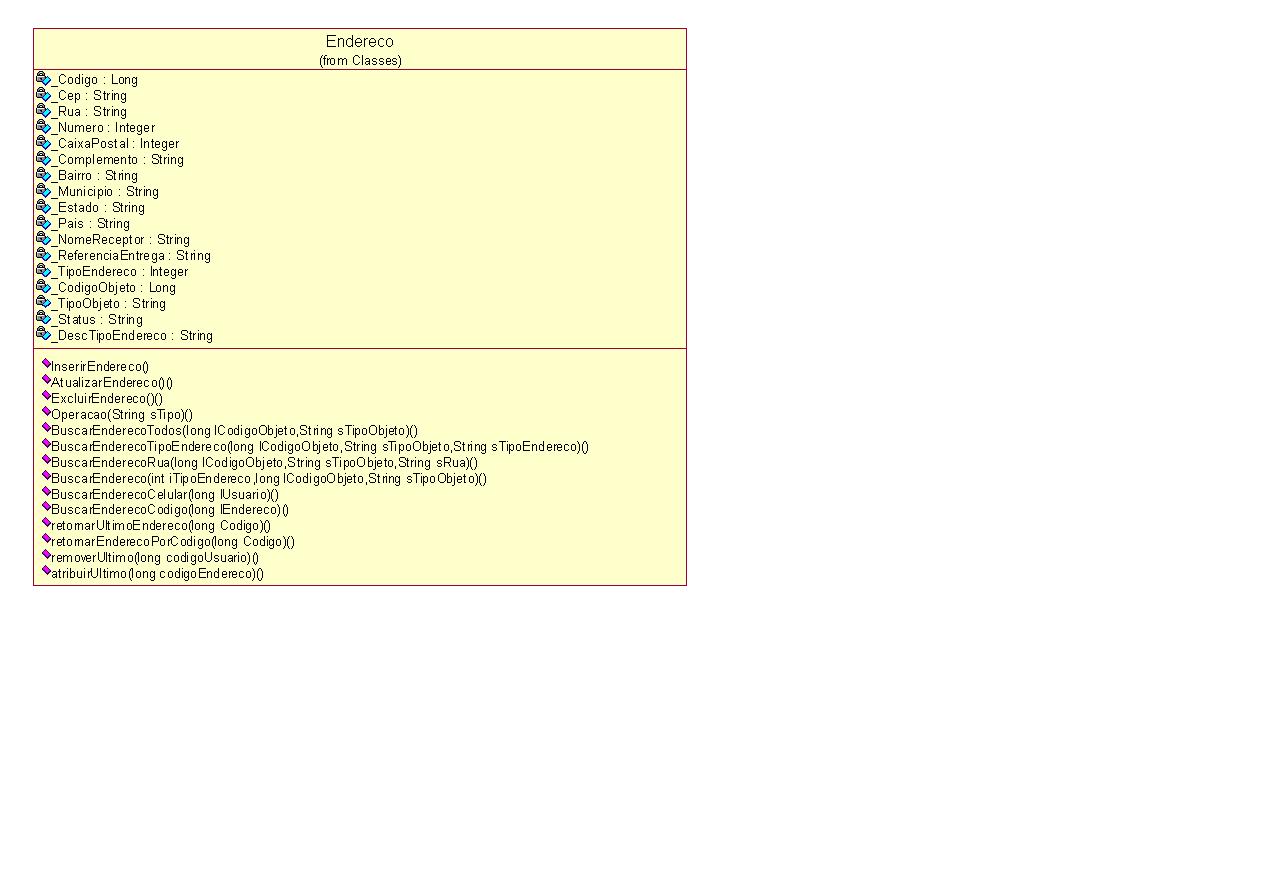 Endereco
(from Classes)
_Codigo : Long
_Cep : String
_Rua : String
_Numero : Integer
_CaixaPostal : Integer
_Complemento : String
_Bairro : String
_Municipio : String
_Estado : String
_Pais : String
_NomeReceptor : String
_ReferenciaEntrega : String
_TipoEndereco : Integer
_CodigoObjeto : Long
_TipoObjeto : String
_Status : String
_DescTipoEndereco : String
InserirEndereco()
AtualizarEndereco()()
ExcluirEndereco()()
Operacao(String sTipo)()
BuscarEnderecoTodos(long lCodigoObjeto,String sTipoObjeto)()
BuscarEnderecoTipoEndereco(long lCodigoObjeto,String sTipoObjeto,String sTipoEndereco)()
BuscarEnderecoRua(long lCodigoObjeto,String sTipoObjeto,String sRua)()
BuscarEndereco(int iTipoEndereco,long lCodigoObjeto,String sTipoObjeto)()
BuscarEnderecoCelular(long lUsuario)()
BuscarEnderecoCodigo(long lEndereco)()
retornarUltimoEndereco(long Codigo)()
retornarEnderecoPorCodigo(long Codigo)()
removerUltimo(long codigoUsuario)()
atribuirUltimo(long codigoEndereco)()